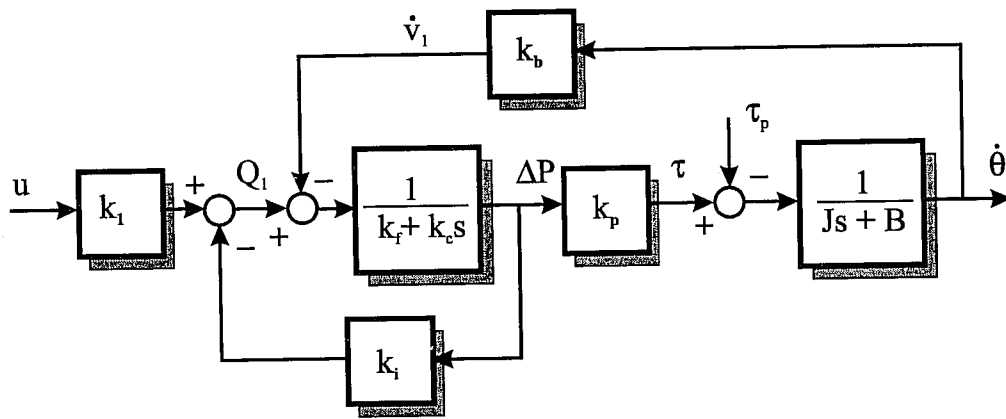 v̇₁
k_b
τ_p
u
k₁
+
−
Q₁
+
−
1
k_f + k_c s
ΔP
k_p
τ
+
−
1
Js + B
θ̇
k_i